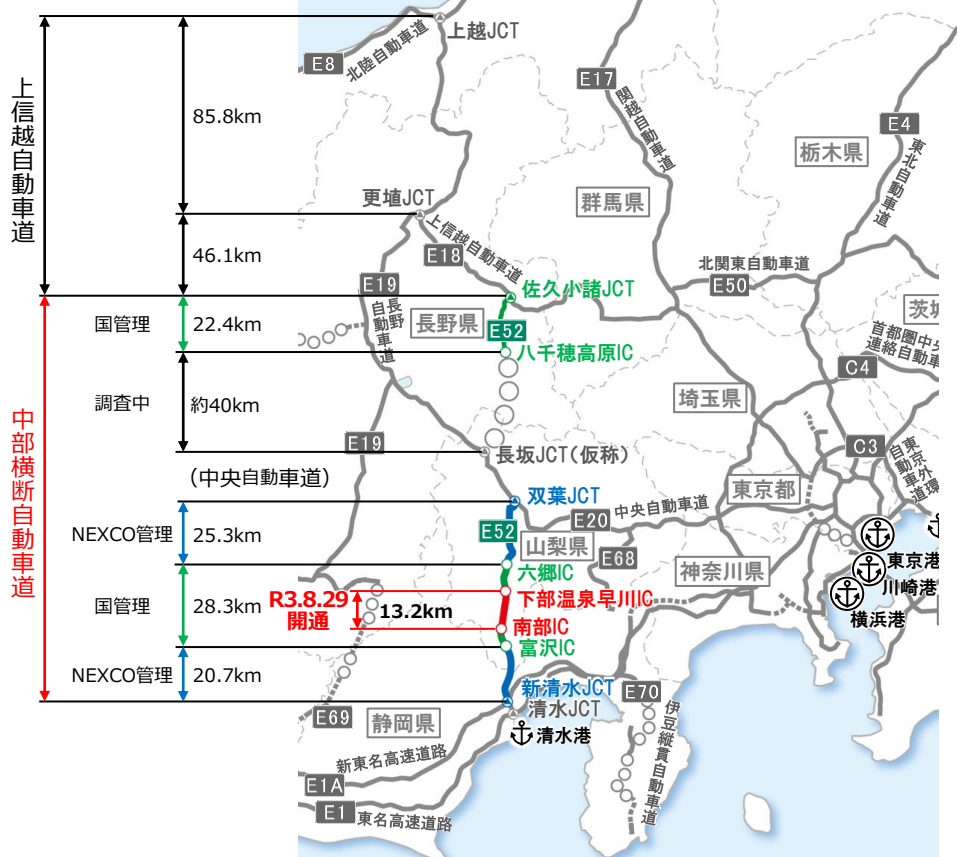 上信越自動車道
中部横断自動車道
85.8km
46.1km
国管理
22.4km
調査中
約40km
(中央自動車道)
NEXCO管理
25.3km
国管理
28.3km
R3.8.29
開通
13.2km
NEXCO管理
20.7km
上越JCT
北陸自動車道
E8
E17
関越自動車道
E4
東北自動車道
栃木県
群馬県
更埴JCT
上信越自動車道
E18
北関東自動車道
E50
E19
長野
自動車道
長野県
佐久小諸JCT
E52
八千穂高原IC
茨城
首都圏中央
連絡自動車
C4
埼玉県
E19
長坂JCT(仮称)
C3
東京外環
自動車道
東京都
双葉JCT
E20
中央自動車道
E52
山梨県
E68
神奈川県
六郷IC
下部温泉早川IC
南部IC
富沢IC
東京港
川崎港
横浜港
新清水JCT
清水JCT
清水港
E70
伊豆縦貫自動車道
E69
静岡県
新東名高速道路
E1A
E1
東名高速道路